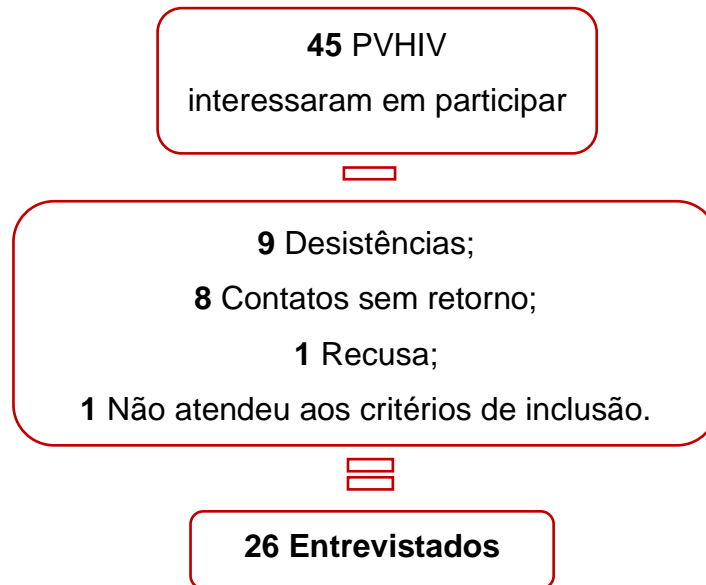 45 PVHIV
interessaram em participar
9 Desistências;
8 Contatos sem retorno;
1 Recusa;
1 Não atendeu aos critérios de inclusão.
26 Entrevistados